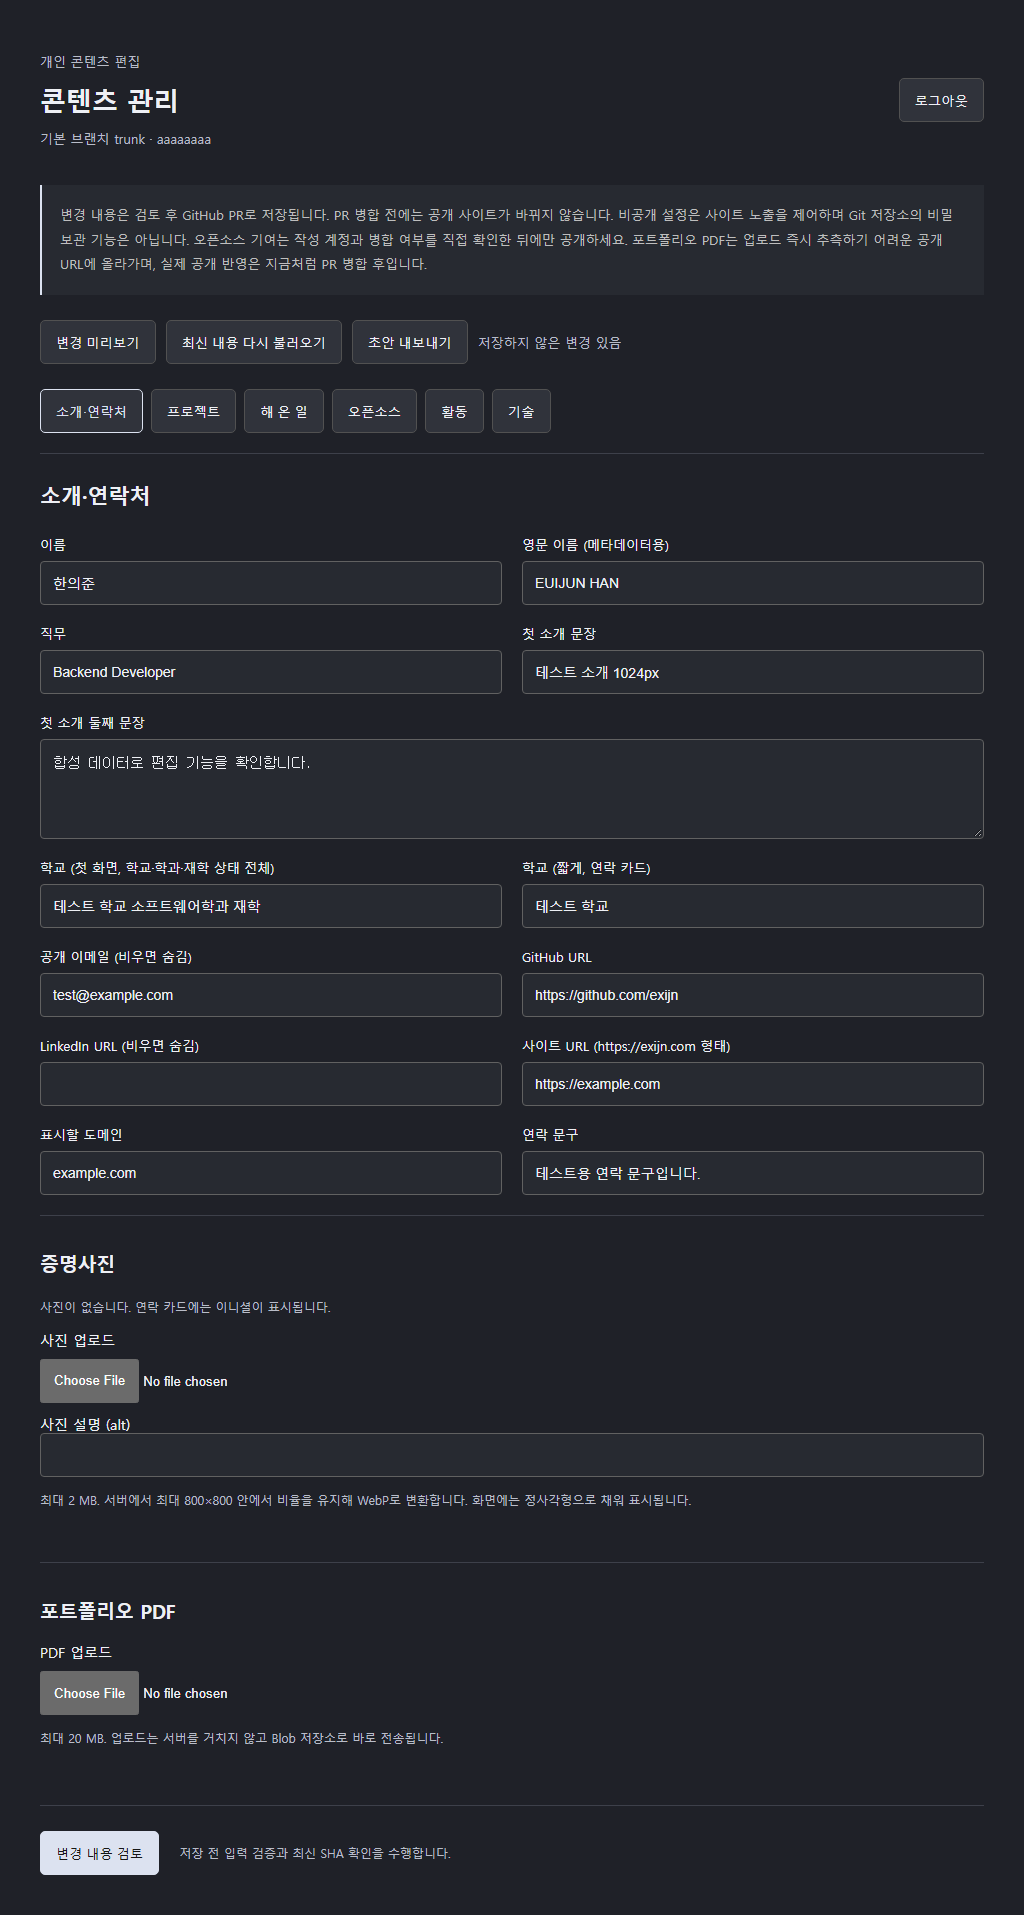 개인 콘텐츠 편집
콘텐츠 관리
로그아웃
기본 브랜치 trunk · aaaaaaaa
변경 내용은 검토 후 GitHub PR로 저장됩니다. PR 병합 전에는 공개 사이트가 바뀌지 않습니다. 비공개 설정은 사이트 노출을 제어하며 Git 저장소의 비밀
보관 기능은 아닙니다. 오픈소스 기여는 작성 계정과 병합 여부를 직접 확인한 뒤에만 공개하세요. 포트폴리오 PDF는 업로드 즉시 추측하기 어려운 공개
URL에 올라가며, 실제 공개 반영은 지금처럼 PR 병합 후입니다.
변경 미리보기
최신 내용 다시 불러오기
초안 내보내기
저장하지 않은 변경 있음
소개·연락처
프로젝트
해 온 일
오픈소스
활동
기술
소개·연락처
이름
영문 이름 (메타데이터용)
한의준
EUIJUN HAN
직무
첫 소개 문장
Backend Developer
테스트 소개 1024px
첫 소개 둘째 문장
합성 데이터로 편집 기능을 확인합니다.
학교 (첫 화면, 학교·학과·재학 상태 전체)
학교 (짧게, 연락 카드)
테스트 학교 소프트웨어학과 재학
테스트 학교
공개 이메일 (비우면 숨김)
GitHub URL
test@example.com
https://github.com/exijn
LinkedIn URL (비우면 숨김)
사이트 URL (https://exijn.com 형태)
https://example.com
표시할 도메인
연락 문구
example.com
테스트용 연락 문구입니다.
증명사진
사진이 없습니다. 연락 카드에는 이니셜이 표시됩니다.
사진 업로드
Choose File No file chosen
사진 설명 (alt)
최대 2 MB. 서버에서 최대 800×800 안에서 비율을 유지해 WebP로 변환합니다. 화면에는 정사각형으로 채워 표시됩니다.
포트폴리오 PDF
PDF 업로드
Choose File No file chosen
최대 20 MB. 업로드는 서버를 거치지 않고 Blob 저장소로 바로 전송됩니다.
변경 내용 검토
저장 전 입력 검증과 최신 SHA 확인을 수행합니다.